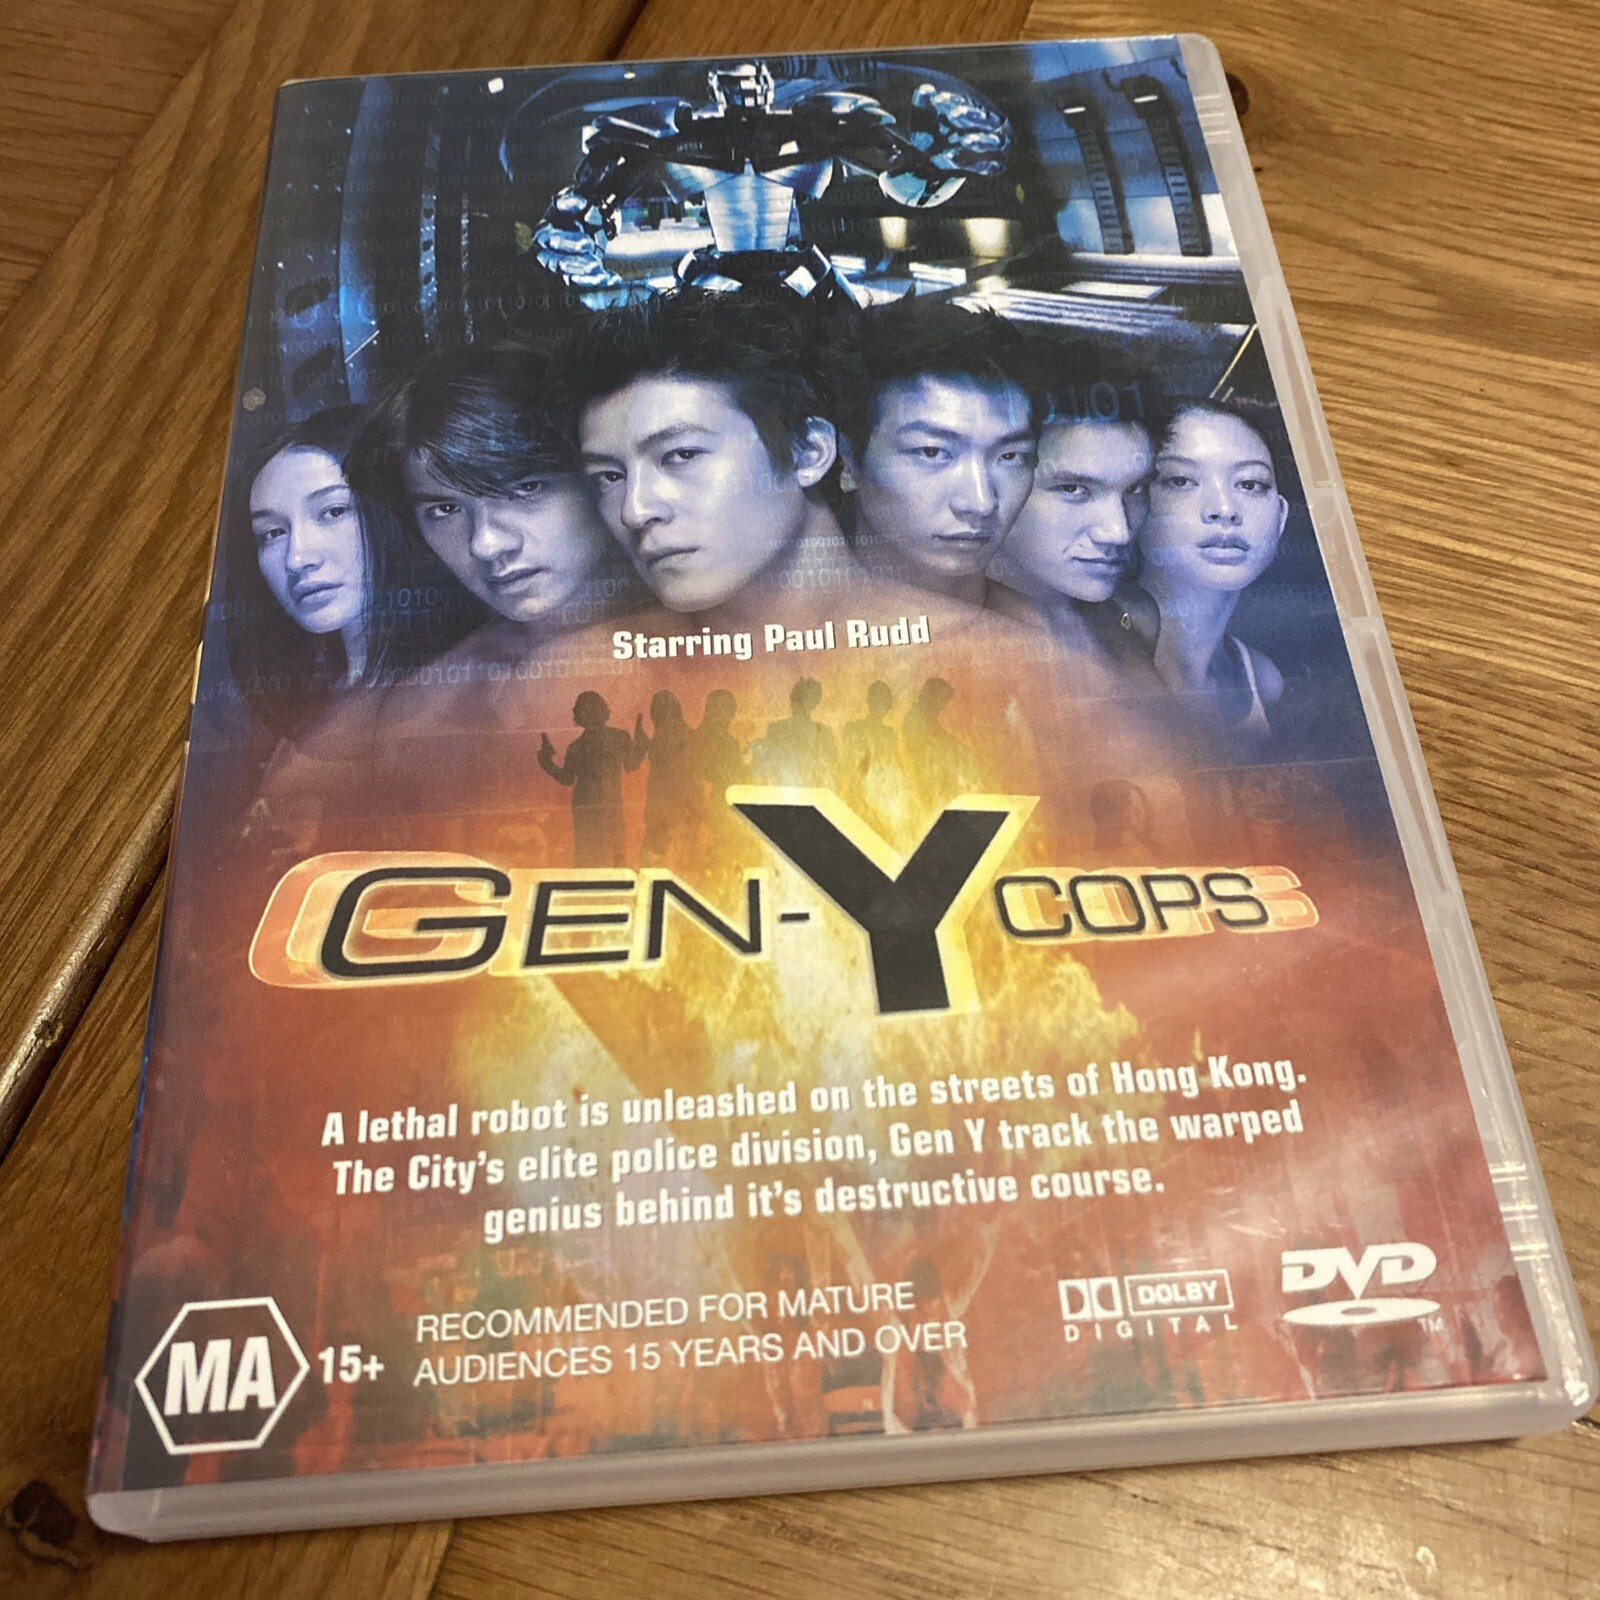 Starring Paul Rudd
GEN-Y COPS
A lethal robot is unleashed on the streets of Hong Kong.
The City's elite police division, Gen Y track the warped
genius behind it's destructive course.
MA 15+
RECOMMENDED FOR MATURE
AUDIENCES 15 YEARS AND OVER
DOLBY
DIGITAL
DVD
TM